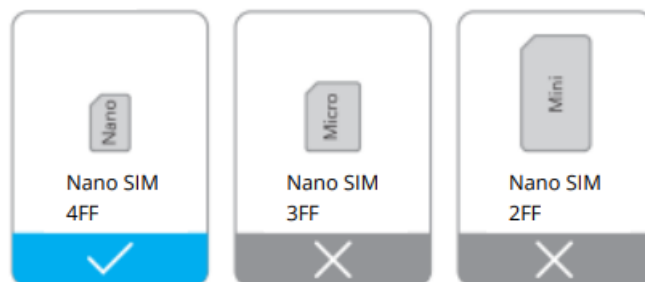 Nano
Nano SIM
4FF
Micro
Nano SIM
3FF
Mini
Nano SIM
2FF